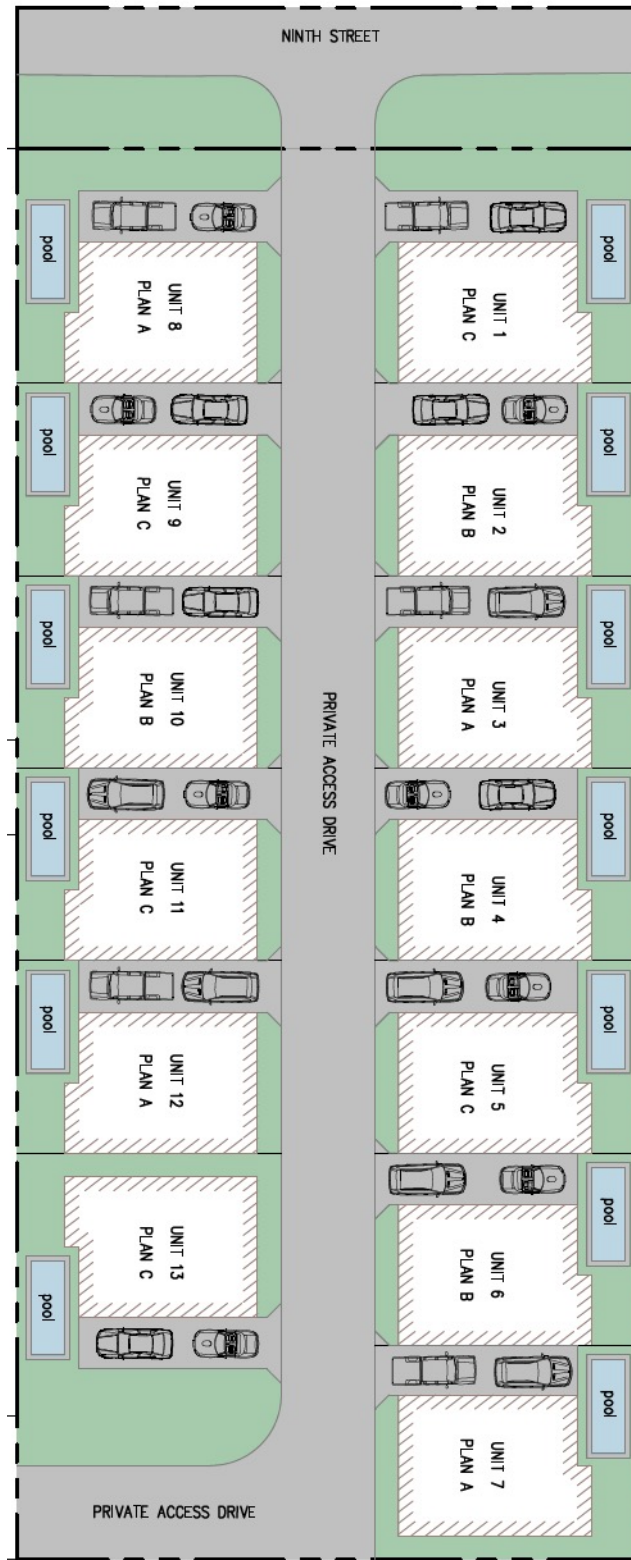 NINTH STREET
pool
UNIT 8
PLAN A
UNIT 1
PLAN C
pool
pool
UNIT 9
PLAN C
UNIT 2
PLAN B
pool
pool
UNIT 10
PLAN B
PRIVATE ACCESS DRIVE
UNIT 3
PLAN A
pool
pool
UNIT 11
PLAN C
UNIT 4
PLAN B
pool
pool
UNIT 12
PLAN A
UNIT 5
PLAN C
pool
pool
UNIT 13
PLAN C
UNIT 6
PLAN B
pool
UNIT 7
PLAN A
pool
PRIVATE ACCESS DRIVE